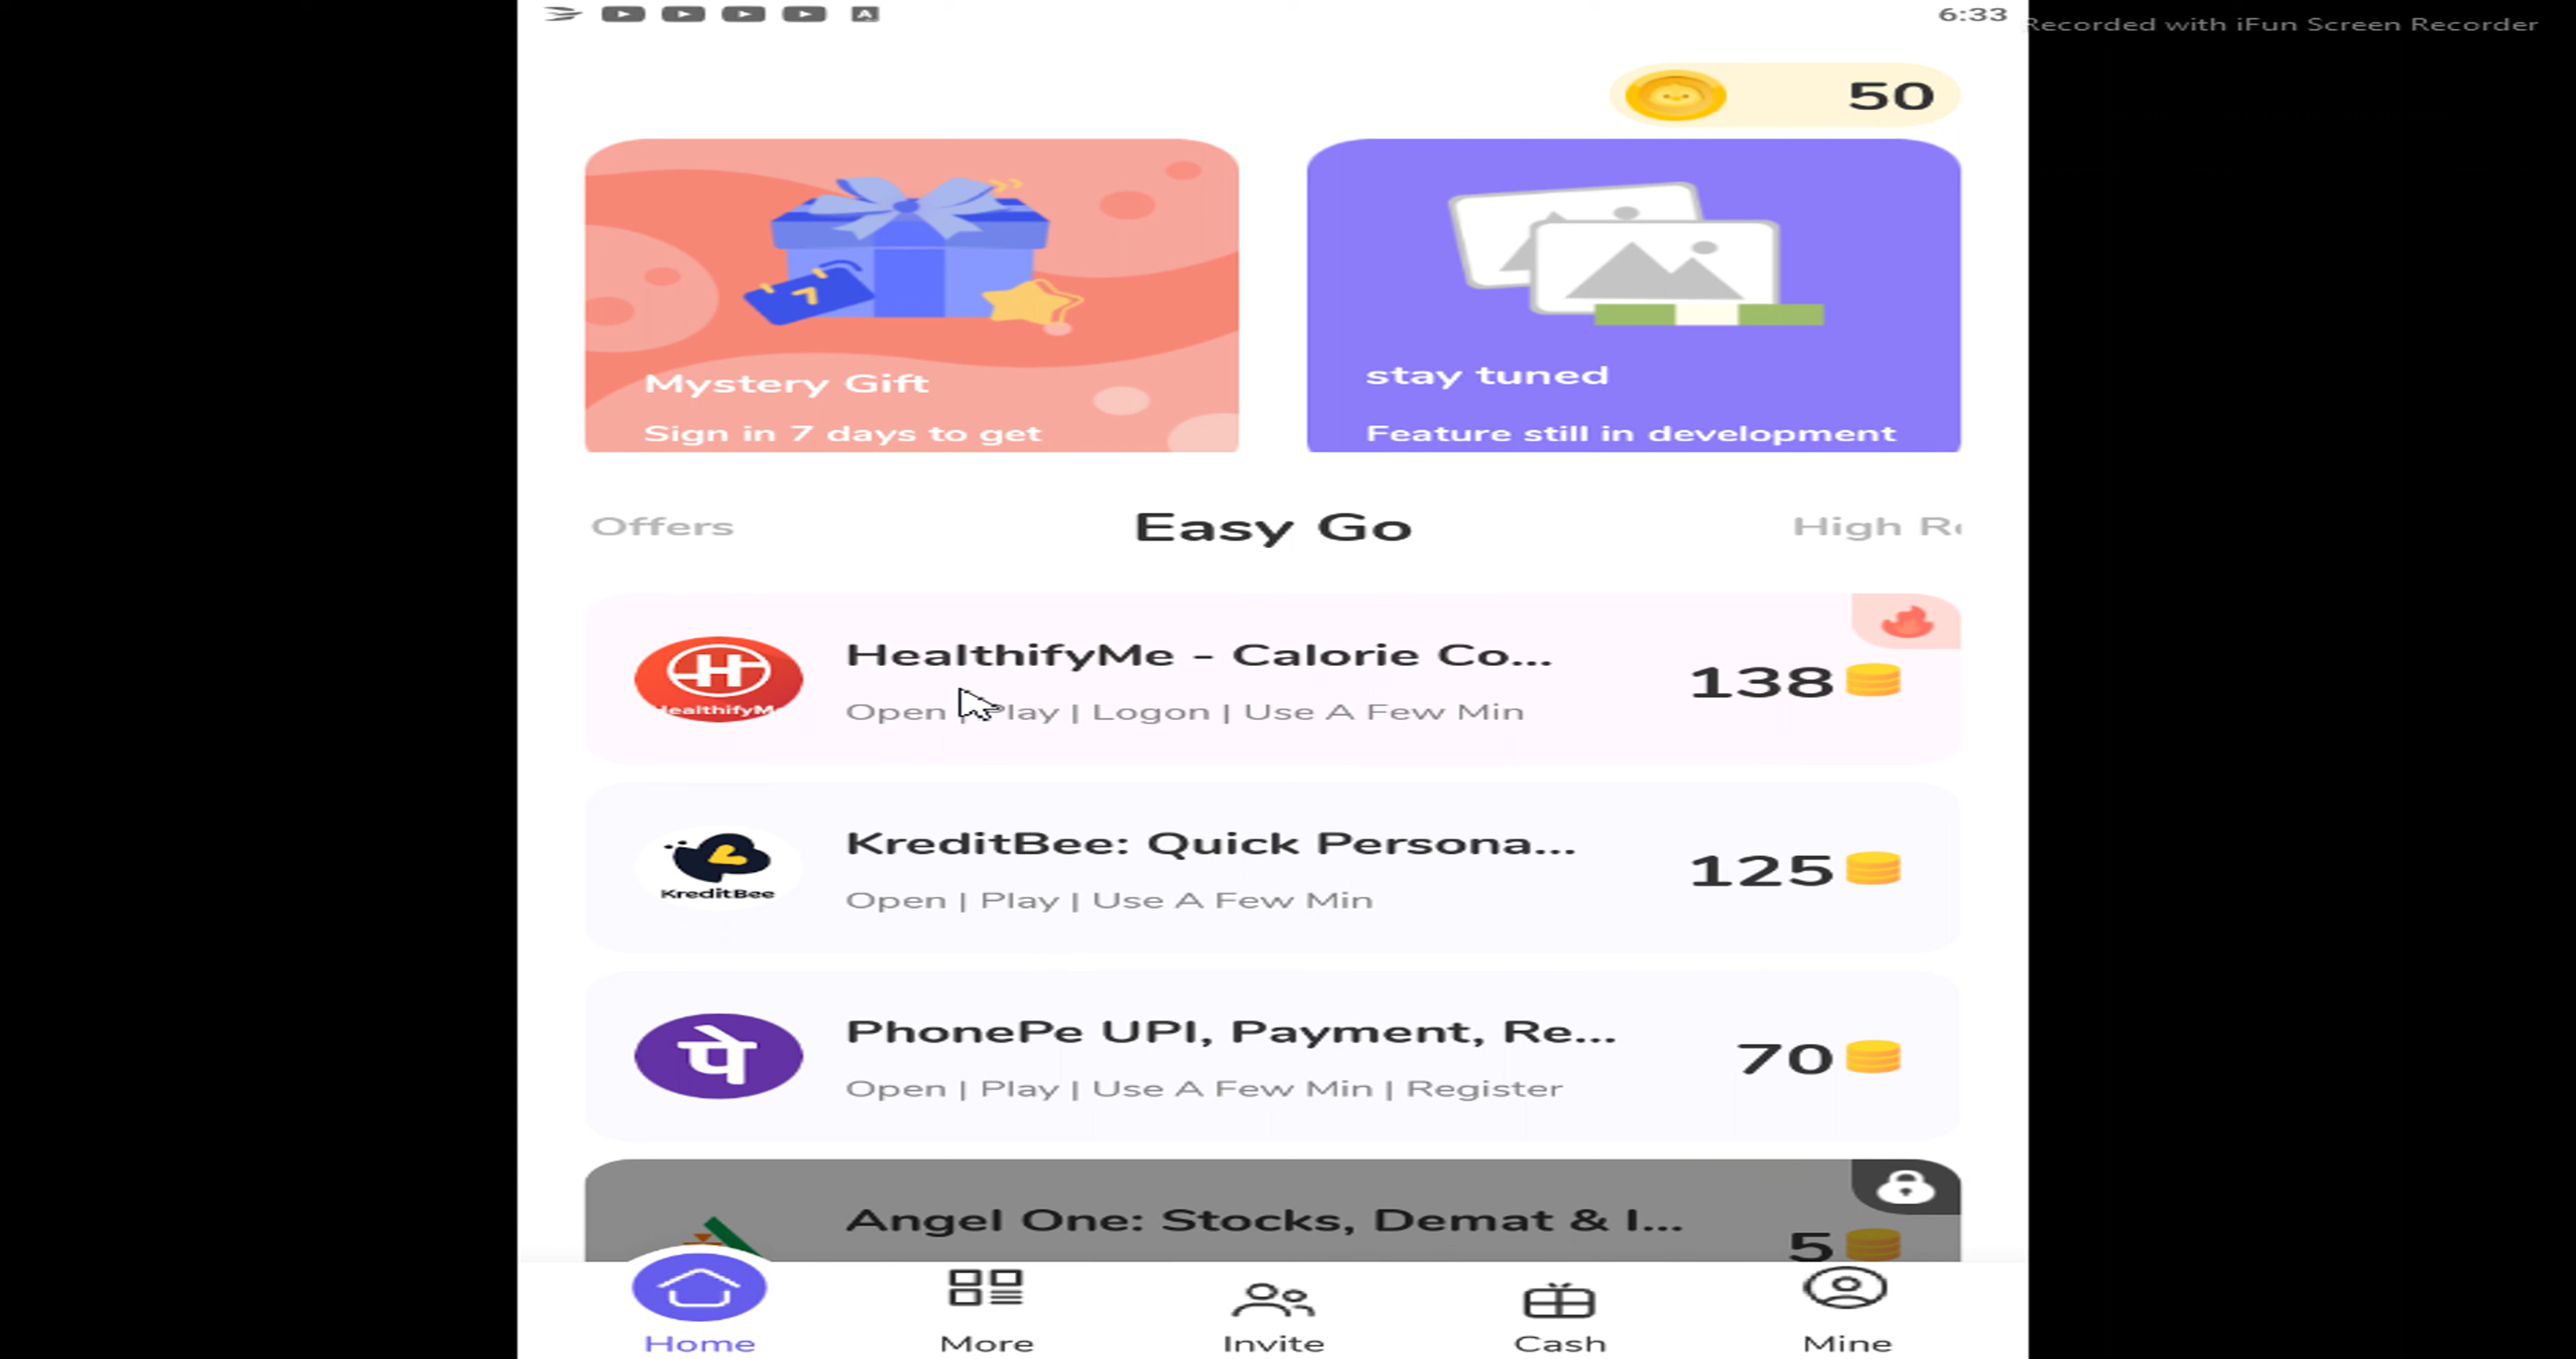 6:33
Recorded with iFun Screen Recorder
50
Mystery Gift
Sign in 7 days to get
stay tuned
Feature still in development
Offers
Easy Go
High
HealthifyMe - Calorie Co...
Open | Play | Logon | Use A Few Min
138
HealthifyMe
KreditBee: Quick Persona...
Open | Play | Use A Few Min
125
KreditBee
पे
PhonePe UPI, Payment, Re...
Open | Play | Use A Few Min | Register
70
Angel One: Stocks, Demat & I...
5
Home
More
Invite
Cash
Mine